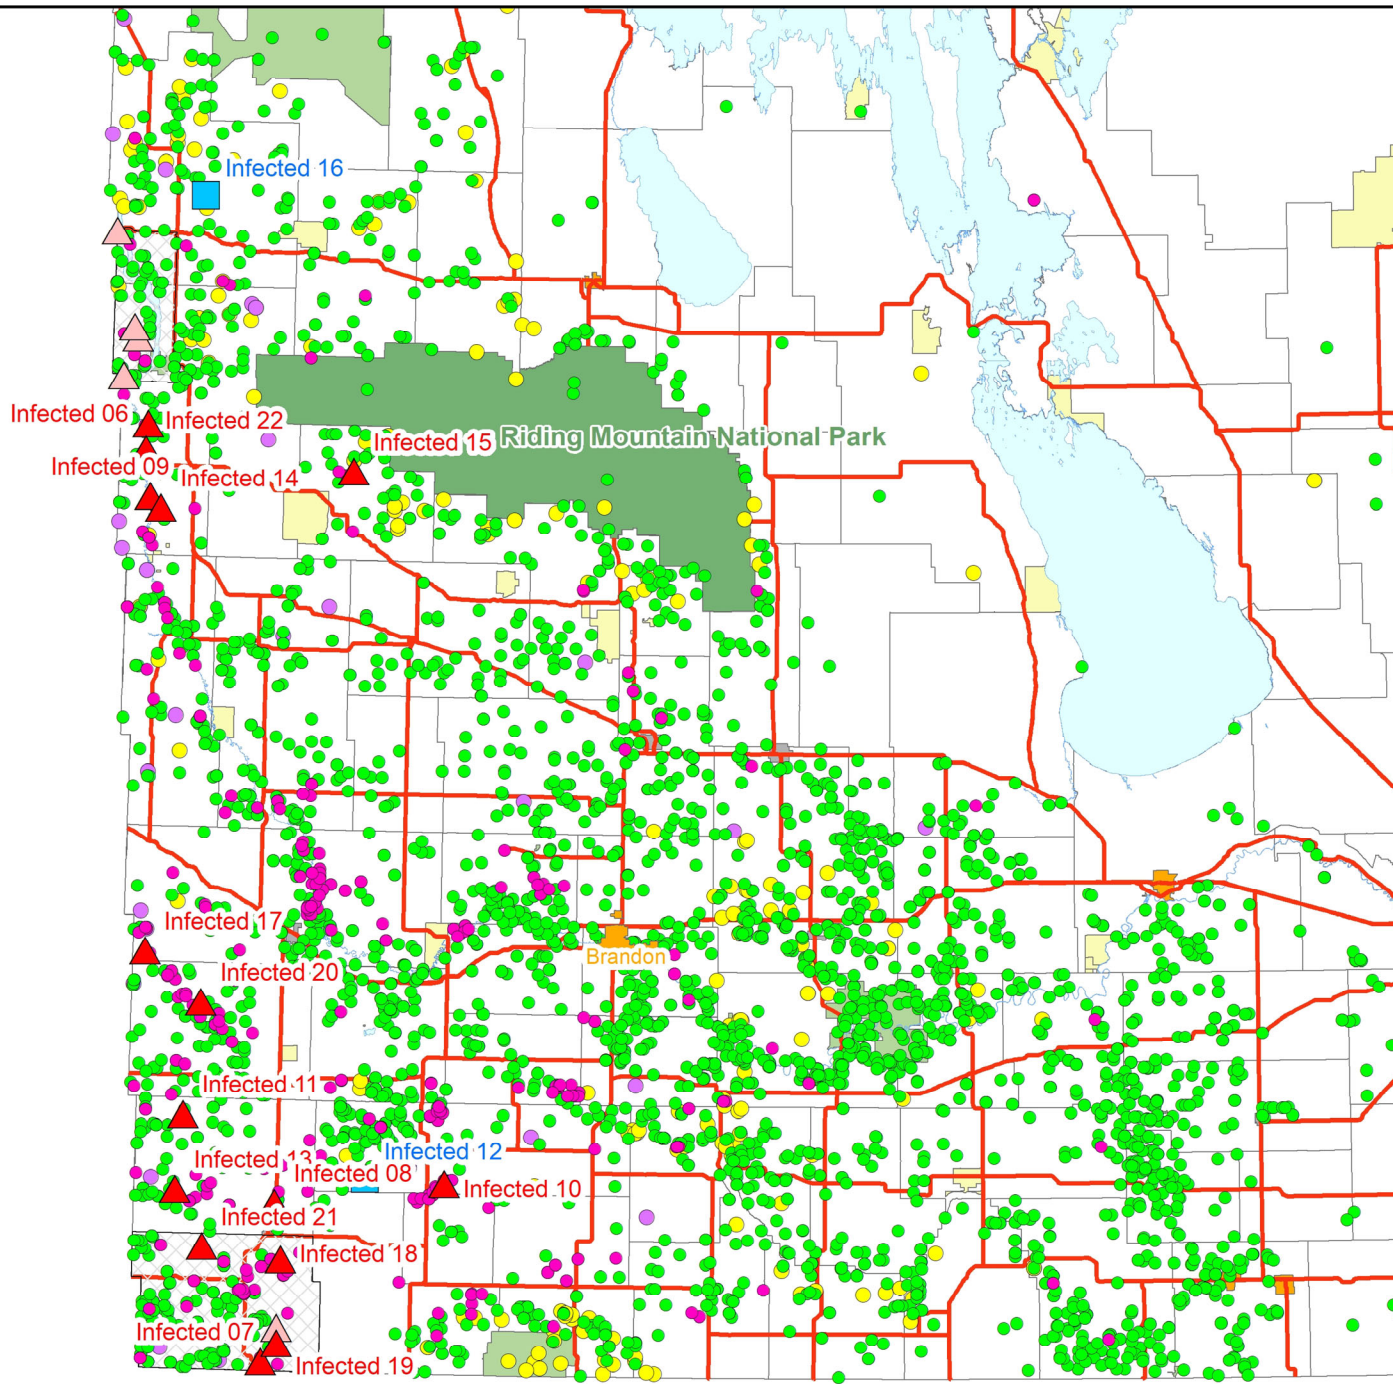 Infected 16
Infected 06
Infected 22
Infected 15
Riding Mountain National Park
Infected 09
Infected 14
Infected 17
Brandon
Infected 20
Infected 11
Infected 13
Infected 12
Infected 08
Infected 10
Infected 21
Infected 18
Infected 07
Infected 19